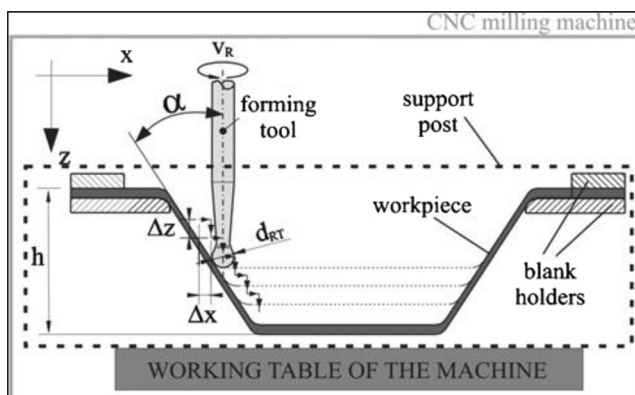 CNC milling machine
x
V_R
α
forming
tool
support
post
z
Δz
d_RT
workpiece
h
blank
holders
Δx
WORKING TABLE OF THE MACHINE